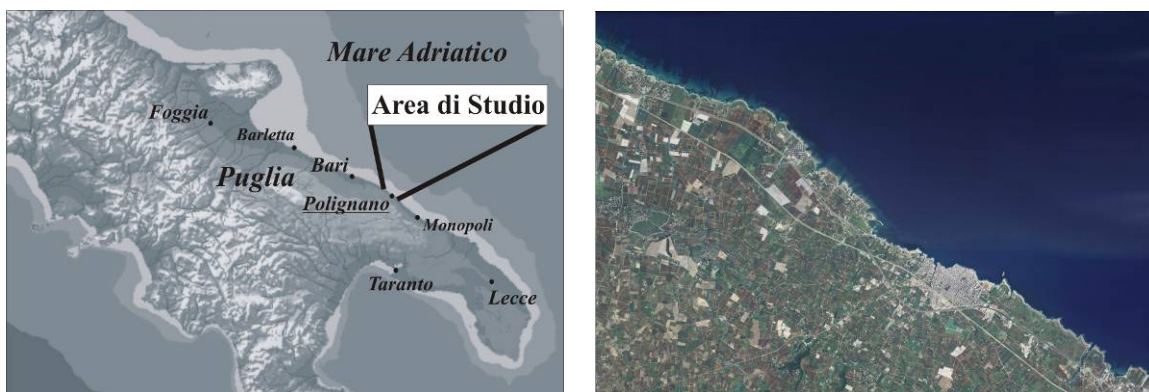 Mare Adriatico
Area di Studio
Foggia
Barletta
Bari
Puglia
Polignano
Monopoli
Taranto
Lecce